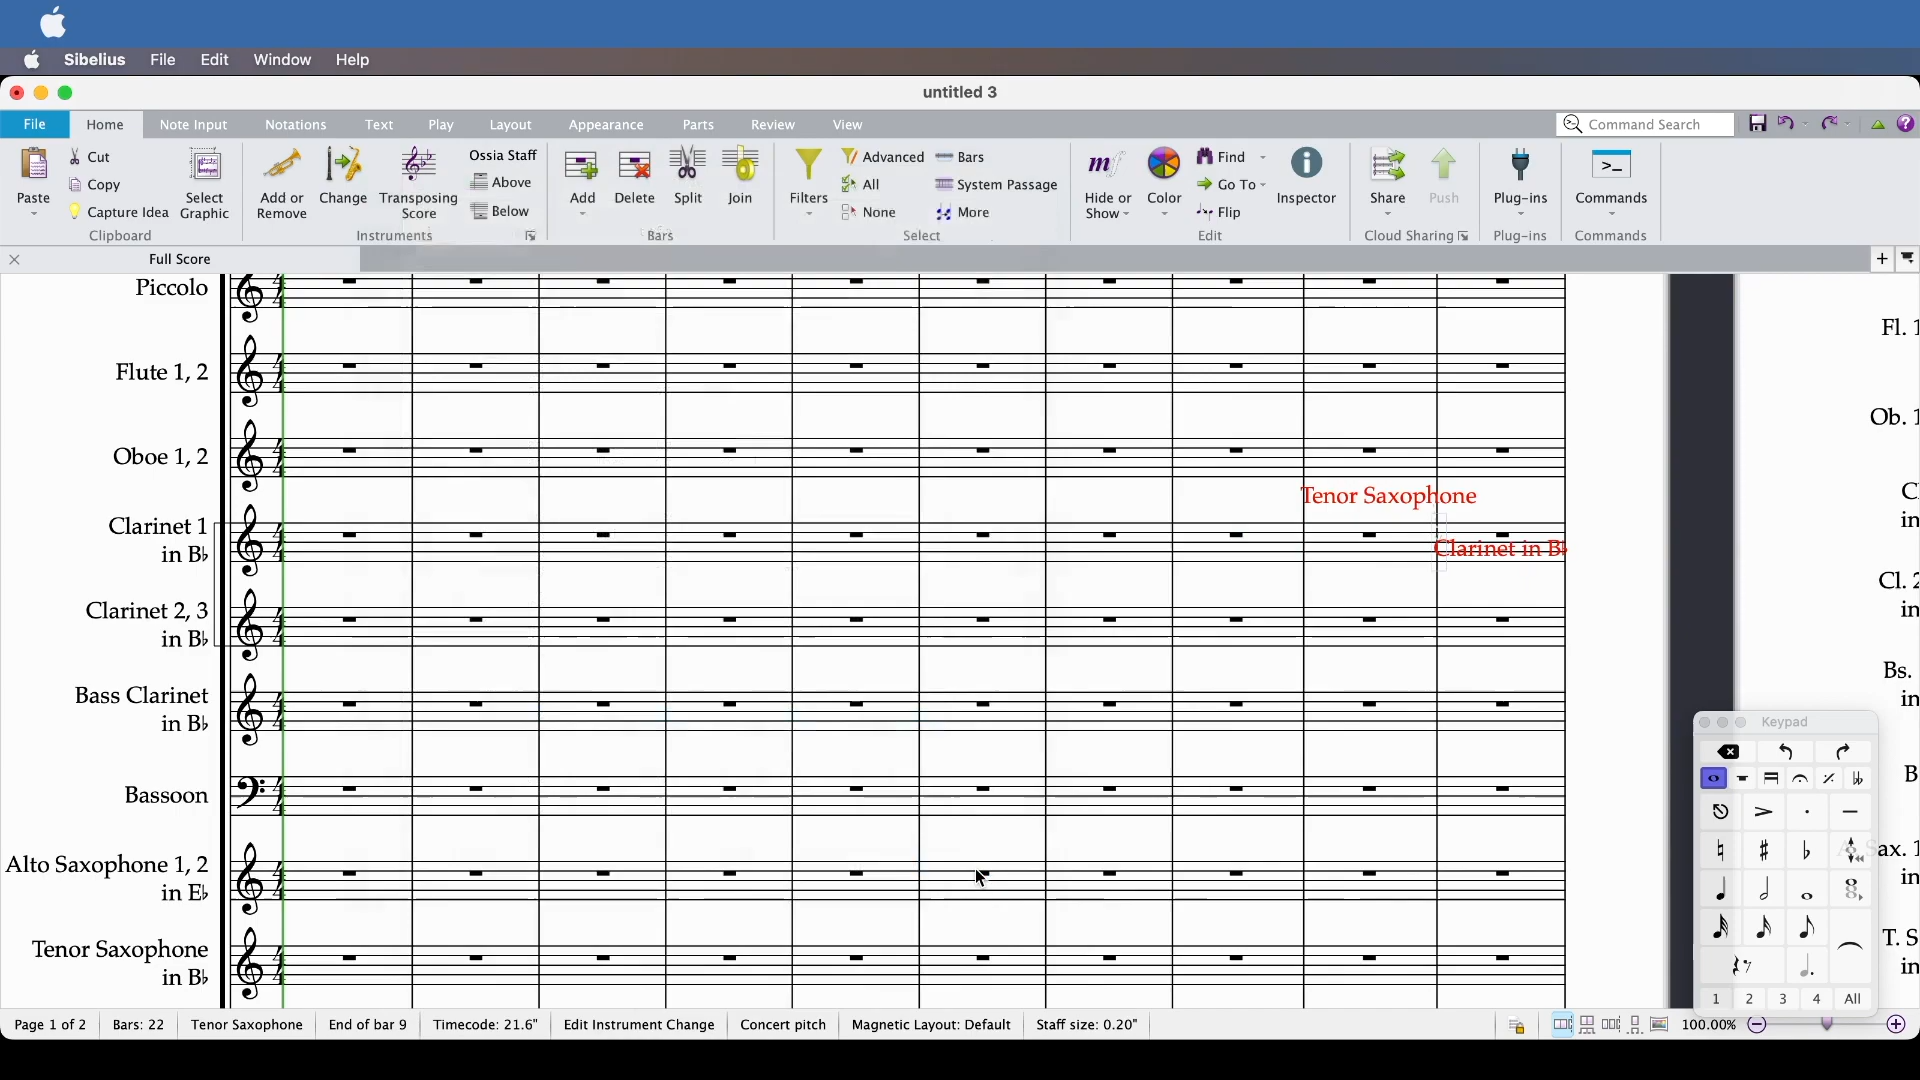 Sibelius File Edit Window Help
untitled 3
File Home Note Input Notations Text Play Layout Appearance Parts Review View Command Search
Paste
Cut
Copy
Capture Idea
Select Graphic
Clipboard
Add or Remove
Change
Transposing Score
Ossia Staff
Above
Below
Instruments
Add
Delete
Split
Join
Bars
Filters
Advanced
All
None
Bars
System Passage
More
Select
Hide or Show
Color
Find
Go To
Flip
Inspector
Edit
Share
Push
Cloud Sharing
Plug-ins
Plug-ins
Commands
Commands
Full Score
Piccolo
Flute 1, 2
Oboe 1, 2
Tenor Saxophone
Clarinet 1
in B♭
Clarinet in B♭
Clarinet 2, 3
in B♭
Bass Clarinet
in B♭
Bassoon
Alto Saxophone 1, 2
in E♭
Tenor Saxophone
in B♭
Fl. 1
Ob. 1
C
in
Cl. 2
in
Bs.
in
B
ax. 1
in
T. S
in
Keypad
1 2 3 4 All
Page 1 of 2 Bars: 22 Tenor Saxophone End of bar 9 Timecode: 21.6" Edit Instrument Change Concert pitch Magnetic Layout: Default Staff size: 0.20" 100.00%